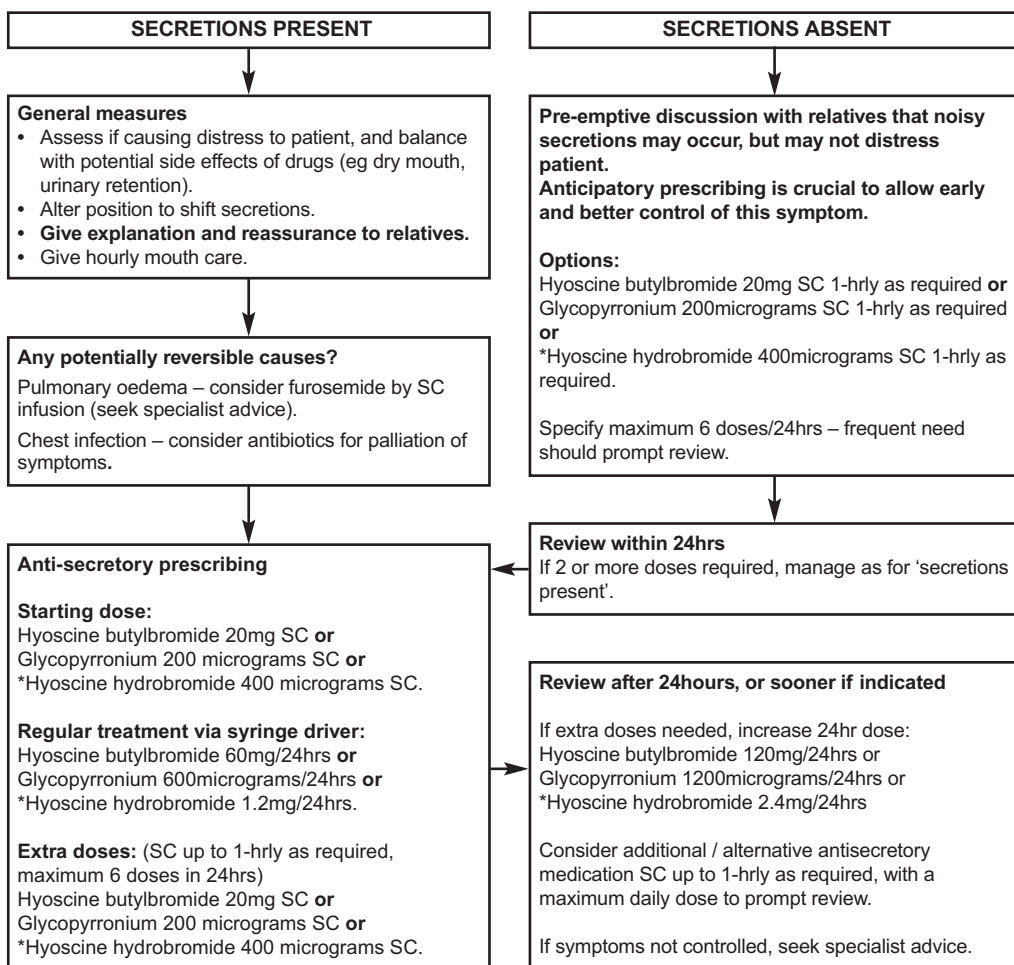 SECRETIONS PRESENT
General measures
• Assess if causing distress to patient, and balance
with potential side effects of drugs (eg dry mouth,
urinary retention).
• Alter position to shift secretions.
• Give explanation and reassurance to relatives.
• Give hourly mouth care.
Any potentially reversible causes?
Pulmonary oedema – consider furosemide by SC
infusion (seek specialist advice).
Chest infection – consider antibiotics for palliation of
symptoms.
Anti-secretory prescribing
Starting dose:
Hyoscine butylbromide 20mg SC or
Glycopyrronium 200 micrograms SC or
*Hyoscine hydrobromide 400 micrograms SC.
Regular treatment via syringe driver:
Hyoscine butylbromide 60mg/24hrs or
Glycopyrronium 600micrograms/24hrs or
*Hyoscine hydrobromide 1.2mg/24hrs.
Extra doses: (SC up to 1-hrly as required,
maximum 6 doses in 24hrs)
Hyoscine butylbromide 20mg SC or
Glycopyrronium 200 micrograms SC or
*Hyoscine hydrobromide 400 micrograms SC.
SECRETIONS ABSENT
Pre-emptive discussion with relatives that noisy
secretions may occur, but may not distress
patient.
Anticipatory prescribing is crucial to allow early
and better control of this symptom.
Options:
Hyoscine butylbromide 20mg SC 1-hrly as required or
Glycopyrronium 200micrograms SC 1-hrly as required
or
*Hyoscine hydrobromide 400micrograms SC 1-hrly as
required.
Specify maximum 6 doses/24hrs – frequent need
should prompt review.
Review within 24hrs
If 2 or more doses required, manage as for ‘secretions
present’.
Review after 24hours, or sooner if indicated
If extra doses needed, increase 24hr dose:
Hyoscine butylbromide 120mg/24hrs or
Glycopyrronium 1200micrograms/24hrs or
*Hyoscine hydrobromide 2.4mg/24hrs
Consider additional / alternative antisecretory
medication SC up to 1-hrly as required, with a
maximum daily dose to prompt review.
If symptoms not controlled, seek specialist advice.